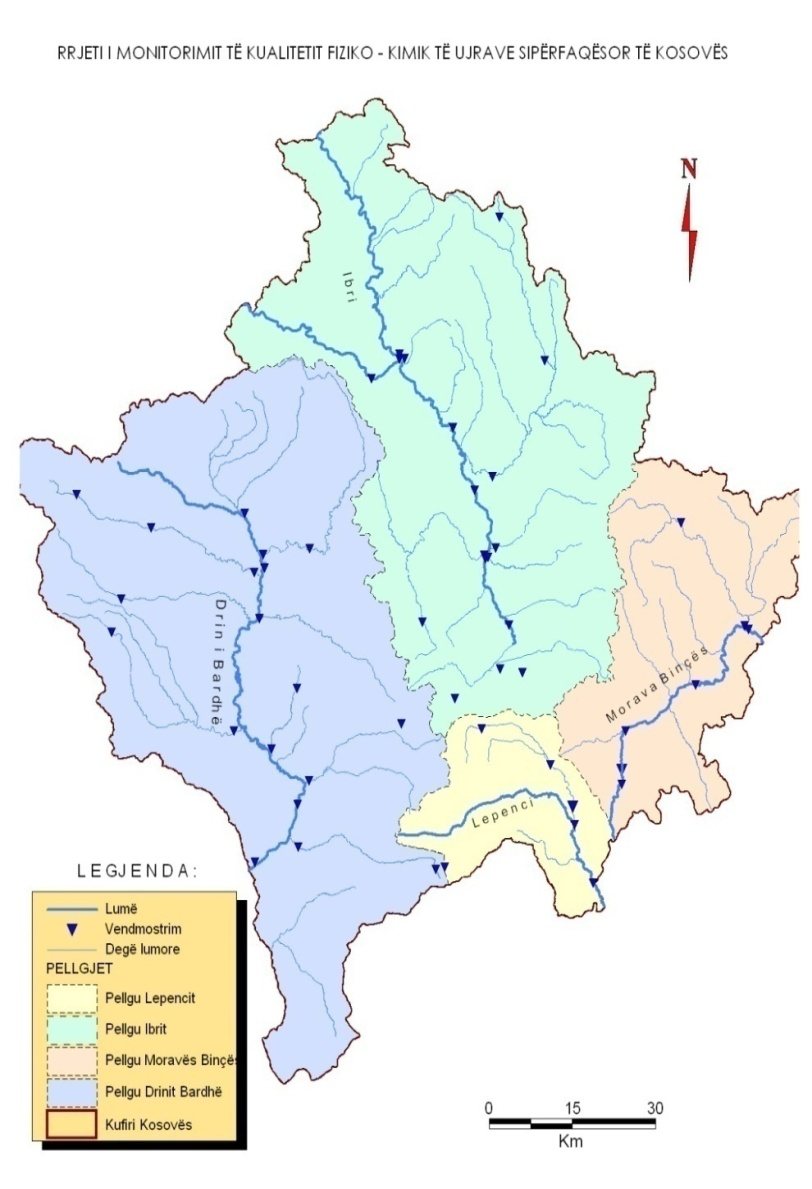 RRJETI I MONITORIMIT TË KUALITETIT FIZIKO - KIMIK TË UJRAVE SIPËRFAQËSOR TË KOSOVËS
N
Ibri
Drini Bardhë
Morava Binçës
Lepenci
LEGJENDA:
Lumë
Vendmostrim
Degë lumore
PELLGJET
Pellgu Lepencit
Pellgu Ibrit
Pellgu Moravës Binçës
Pellgu Drinit Bardhë
Kufiri Kosovës
0 15 30
Km